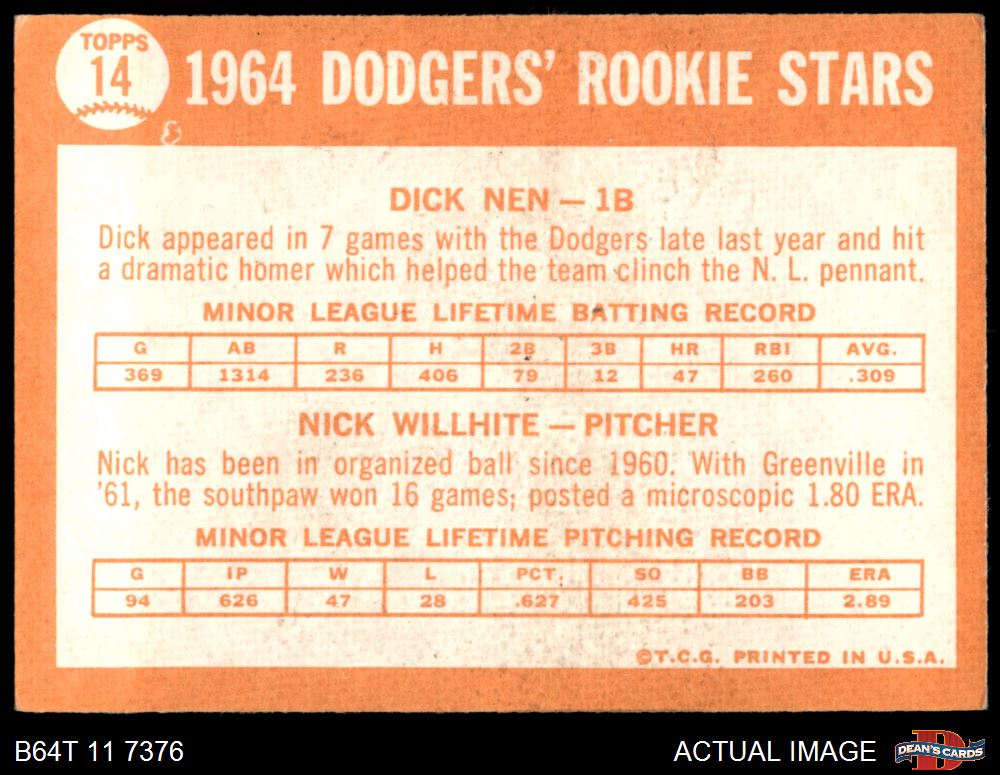 TOPPS
14
1964 DODGERS' ROOKIE STARS
DICK NEN — 1B
Dick appeared in 7 games with the Dodgers late last year and hit
a dramatic homer which helped the team clinch the N. L. pennant.
MINOR LEAGUE LIFETIME BATTING RECORD
G AB R H 2B 3B HR RBI AVG.
369 1314 236 406 79 12 47 260 .309
NICK WILLHITE — PITCHER
Nick has been in organized ball since 1960. With Greenville in
'61, the southpaw won 16 games; posted a microscopic 1.80 ERA.
MINOR LEAGUE LIFETIME PITCHING RECORD
G IP W L PCT. SO BB ERA
94 626 47 28 .627 425 203 2.89
©T.C.G. PRINTED IN U.S.A.
B64T 11 7376
ACTUAL IMAGE
D
DEAN'S CARDS